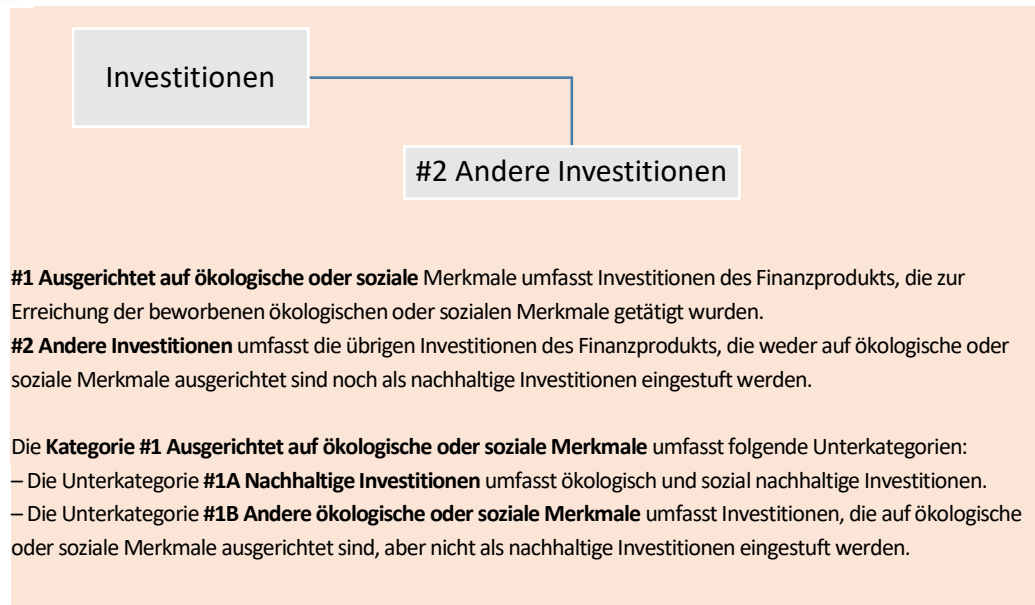 Investitionen
#2 Andere Investitionen
#1 Ausgerichtet auf ökologische oder soziale Merkmale umfasst Investitionen des Finanzprodukts, die zur
Erreichung der beworbenen ökologischen oder sozialen Merkmale getätigt wurden.
#2 Andere Investitionen umfasst die übrigen Investitionen des Finanzprodukts, die weder auf ökologische oder
soziale Merkmale ausgerichtet sind noch als nachhaltige Investitionen eingestuft werden.
Die Kategorie #1 Ausgerichtet auf ökologische oder soziale Merkmale umfasst folgende Unterkategorien:
– Die Unterkategorie #1A Nachhaltige Investitionen umfasst ökologisch und sozial nachhaltige Investitionen.
– Die Unterkategorie #1B Andere ökologische oder soziale Merkmale umfasst Investitionen, die auf ökologische
oder soziale Merkmale ausgerichtet sind, aber nicht als nachhaltige Investitionen eingestuft werden.